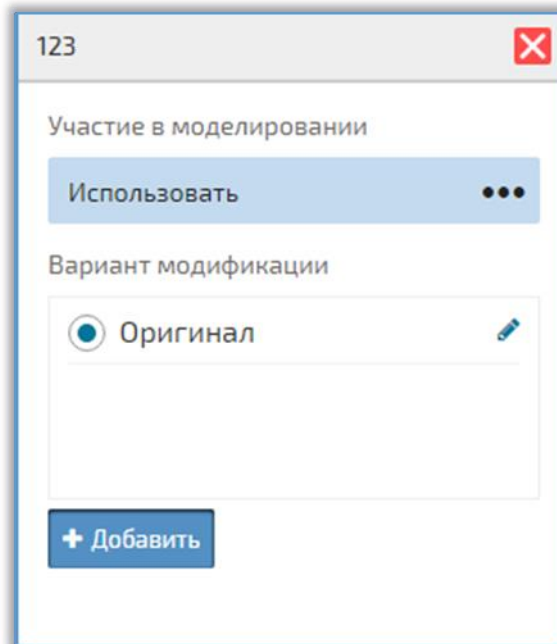 123
Участие в моделировании
Использовать
Вариант модификации
Оригинал
Добавить